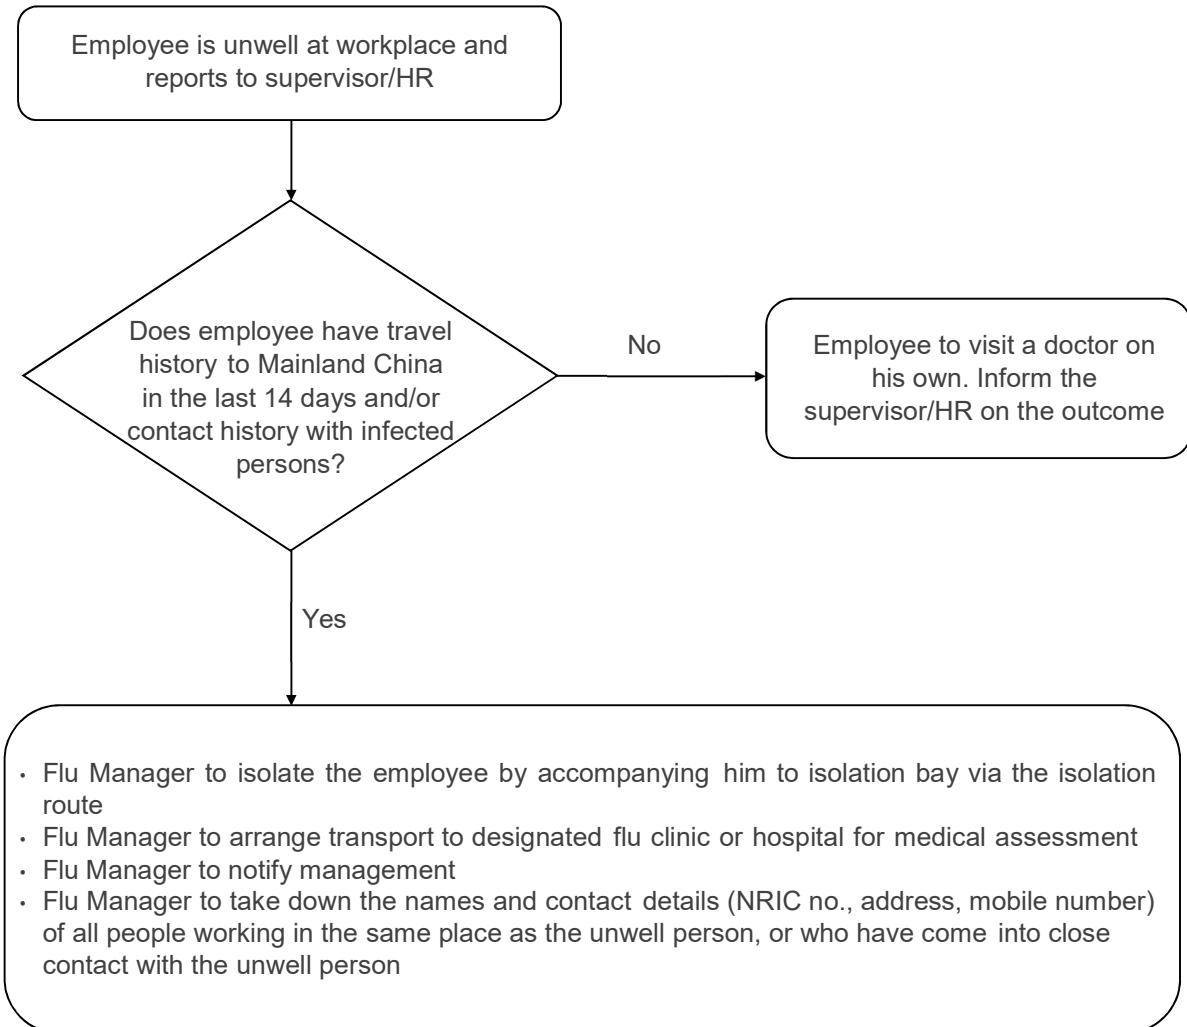 Employee is unwell at workplace and
reports to supervisor/HR
Does employee have travel
history to Mainland China
in the last 14 days and/or
contact history with infected
persons?
No
Employee to visit a doctor on
his own. Inform the
supervisor/HR on the outcome
Yes
• Flu Manager to isolate the employee by accompanying him to isolation bay via the isolation
route
• Flu Manager to arrange transport to designated flu clinic or hospital for medical assessment
• Flu Manager to notify management
• Flu Manager to take down the names and contact details (NRIC no., address, mobile number)
of all people working in the same place as the unwell person, or who have come into close
contact with the unwell person